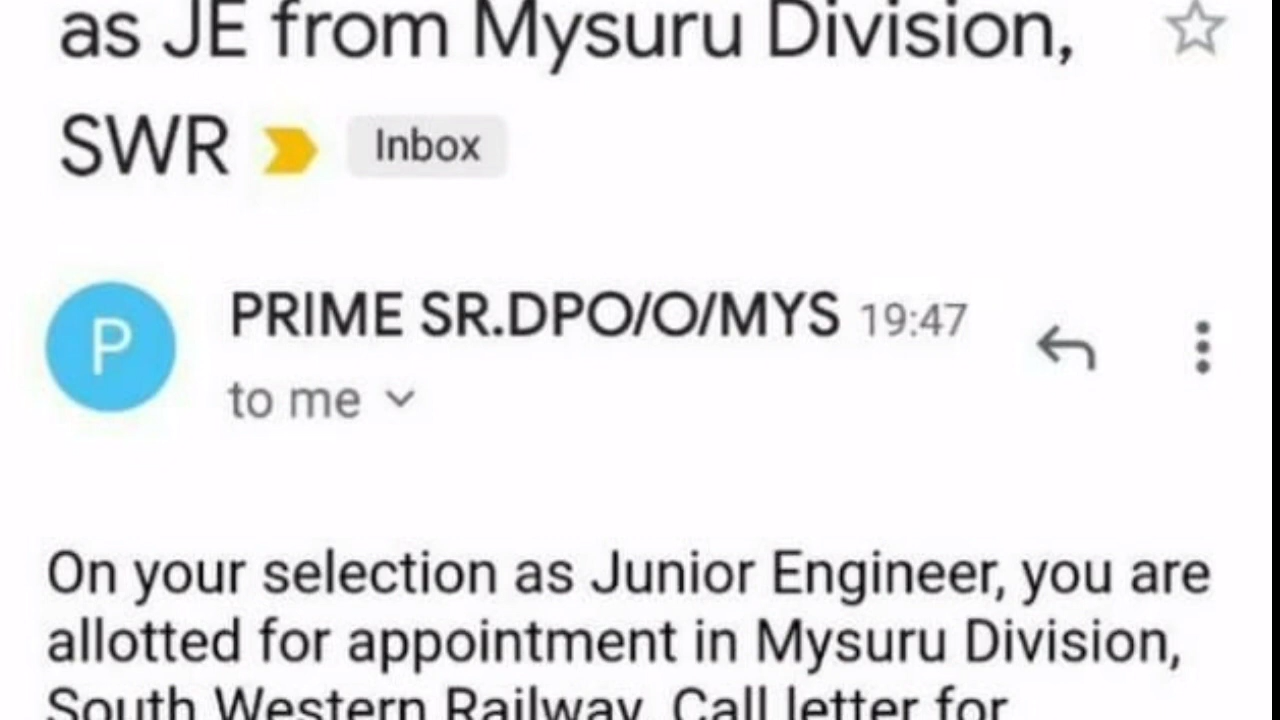 as JE from Mysuru Division,
SWR Inbox
P
PRIME SR.DPO/O/MYS 19:47
to me
On your selection as Junior Engineer, you are
allotted for appointment in Mysuru Division,
South Western Railway. Call letter for